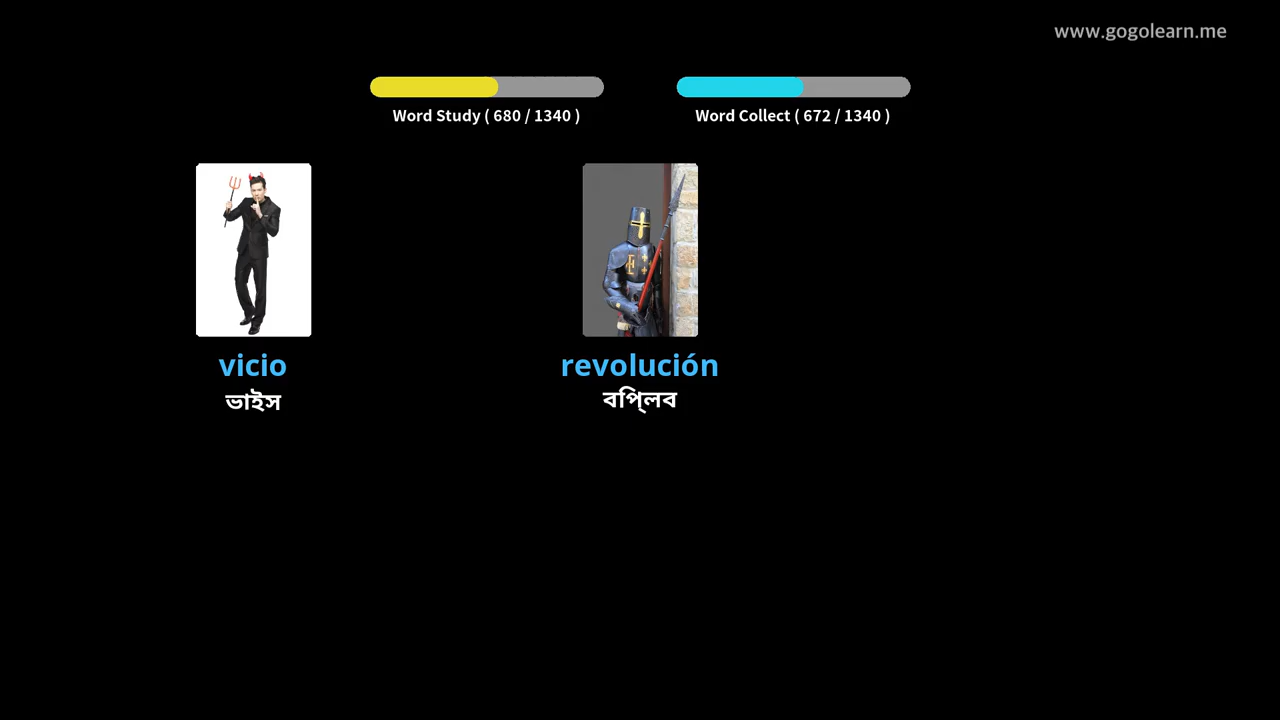 www.gogolearn.me
Word Study ( 680 / 1340 )
Word Collect ( 672 / 1340 )
vicio
ভাইস
revolución
বিপ্লব